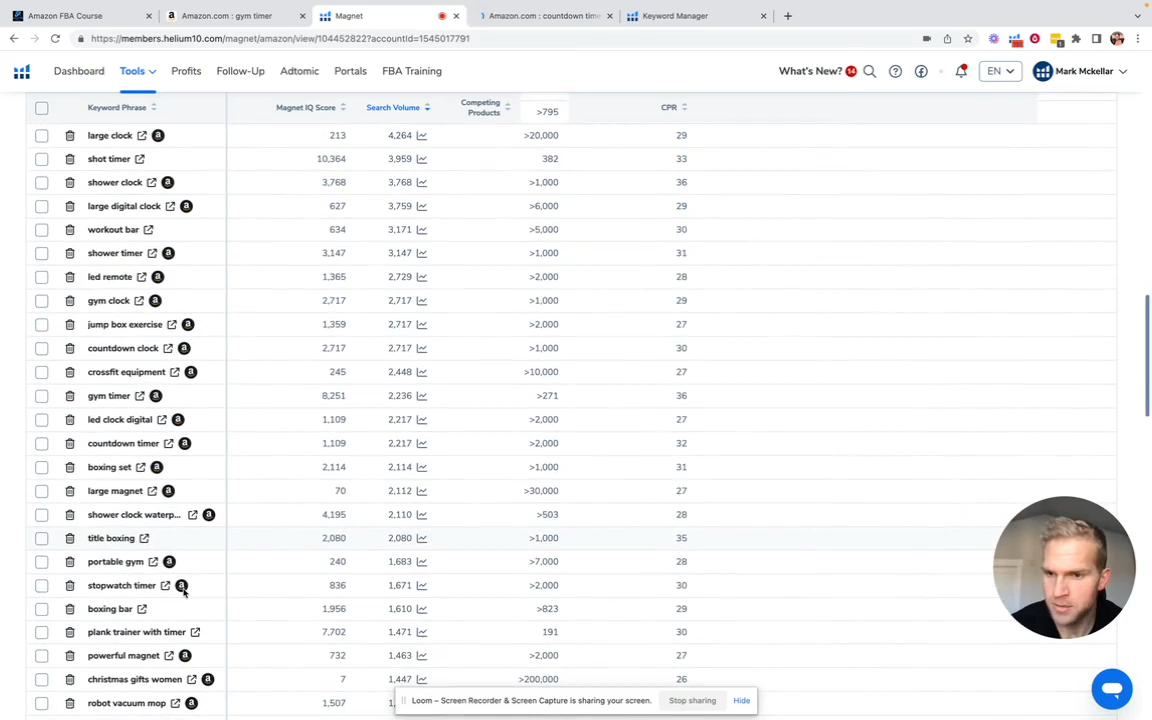 Amazon FBA Course
Amazon.com : gym timer
Magnet
Amazon.com : countdown time
Keyword Manager
https://members.helium10.com/magnet/amazon/view/104452822?accountId=1545017791
Dashboard Tools Profits Follow-Up Adtomic Portals FBA Training What's New? 14 EN Mark Mckellar
Keyword Phrase Magnet IQ Score Search Volume Competing Products >795 CPR
large clock 213 4,264 >20,000 29
shot timer 10,364 3,959 382 33
shower clock 3,768 3,768 >1,000 36
large digital clock 627 3,759 >6,000 29
workout bar 634 3,171 >5,000 30
shower timer 3,147 3,147 >1,000 31
led remote 1,365 2,729 >2,000 28
gym clock 2,717 2,717 >1,000 29
jump box exercise 1,359 2,717 >2,000 27
countdown clock 2,717 2,717 >1,000 30
crossfit equipment 245 2,448 >10,000 27
gym timer 8,251 2,236 >271 36
led clock digital 1,109 2,217 >2,000 27
countdown timer 1,109 2,217 >2,000 32
boxing set 2,114 2,114 >1,000 31
large magnet 70 2,112 >30,000 27
shower clock waterp... 4,195 2,110 >503 28
title boxing 2,080 2,080 >1,000 35
portable gym 240 1,683 >7,000 28
stopwatch timer 836 1,671 >2,000 30
boxing bar 1,956 1,610 >823 29
plank trainer with timer 7,702 1,471 191 30
powerful magnet 732 1,463 >2,000 27
christmas gifts women 7 1,447 >200,000 26
robot vacuum mop 1,507
Loom – Screen Recorder & Screen Capture is sharing your screen. Stop sharing Hide